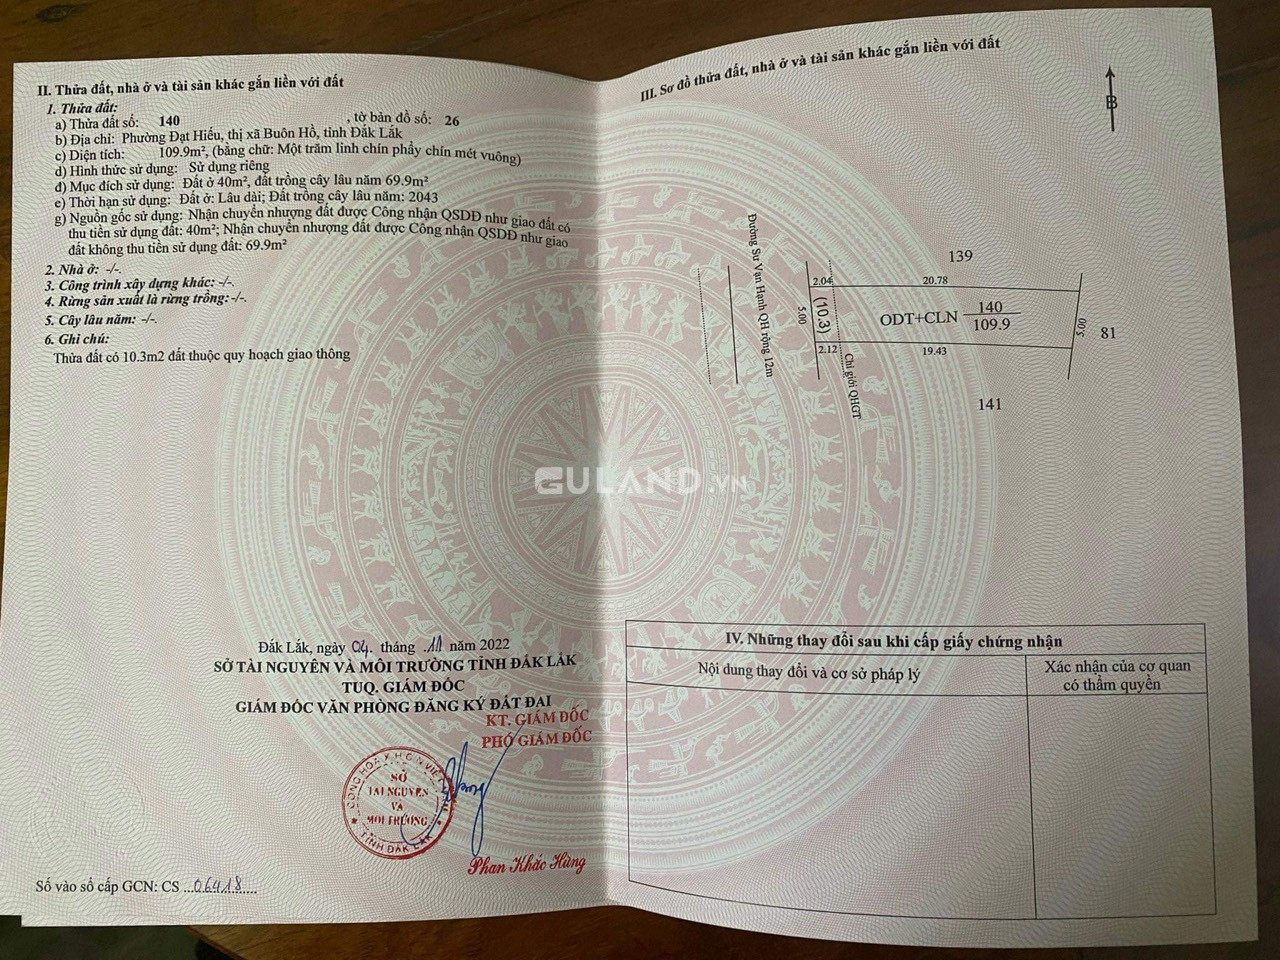 II. Thửa đất, nhà ở và tài sản khác gắn liền với đất
1. Thửa đất:
a) Thửa đất số: 140 , tờ bản đồ số: 26
b) Địa chỉ: Phường Đạt Hiếu, thị xã Buôn Hồ, tỉnh Đắk Lắk
c) Diện tích: 109.9m², (bằng chữ: Một trăm linh chín phẩy chín mét vuông)
d) Hình thức sử dụng: Sử dụng riêng
đ) Mục đích sử dụng: Đất ở 40m², đất trồng cây lâu năm 69.9m²
e) Thời hạn sử dụng: Đất ở: Lâu dài; Đất trồng cây lâu năm: 2043
g) Nguồn gốc sử dụng: Nhận chuyển nhượng đất được Công nhận QSDĐ như giao đất có
thu tiền sử dụng đất: 40m²; Nhận chuyển nhượng đất được Công nhận QSDĐ như giao
đất không thu tiền sử dụng đất: 69.9m²
2. Nhà ở: -/-.
3. Công trình xây dựng khác: -/-.
4. Rừng sản xuất là rừng trồng: -/-.
5. Cây lâu năm: -/-.
6. Ghi chú:
Thửa đất có 10.3m2 đất thuộc quy hoạch giao thông
Đắk Lắk, ngày 04. tháng .11 năm 2022
SỞ TÀI NGUYÊN VÀ MÔI TRƯỜNG TỈNH ĐẮK LẮK
TUQ. GIÁM ĐỐC
GIÁM ĐỐC VĂN PHÒNG ĐĂNG KÝ ĐẤT ĐAI
KT. GIÁM ĐỐC
PHÓ GIÁM ĐỐC
CỘNG HÒA X.H.C.N VIỆT NAM
SỞ
TÀI NGUYÊN
VÀ
MÔI TRƯỜNG
TỈNH ĐẮK LẮK
Phan Khắc Hùng
Số vào sổ cấp GCN: CS ...06418......
III. Sơ đồ thửa đất, nhà ở và tài sản khác gắn liền với đất
B
Đường Sư Vạn Hạnh QH rộng 12m
139
2.04
20.78
5.00
(10.3)
ODT+CLN
140
109.9
5.00
81
2.12
19.43
Chỉ giới QHGT
141
GULAND.VN
IV. Những thay đổi sau khi cấp giấy chứng nhận
Nội dung thay đổi và cơ sở pháp lý
Xác nhận của cơ quan
có thẩm quyền